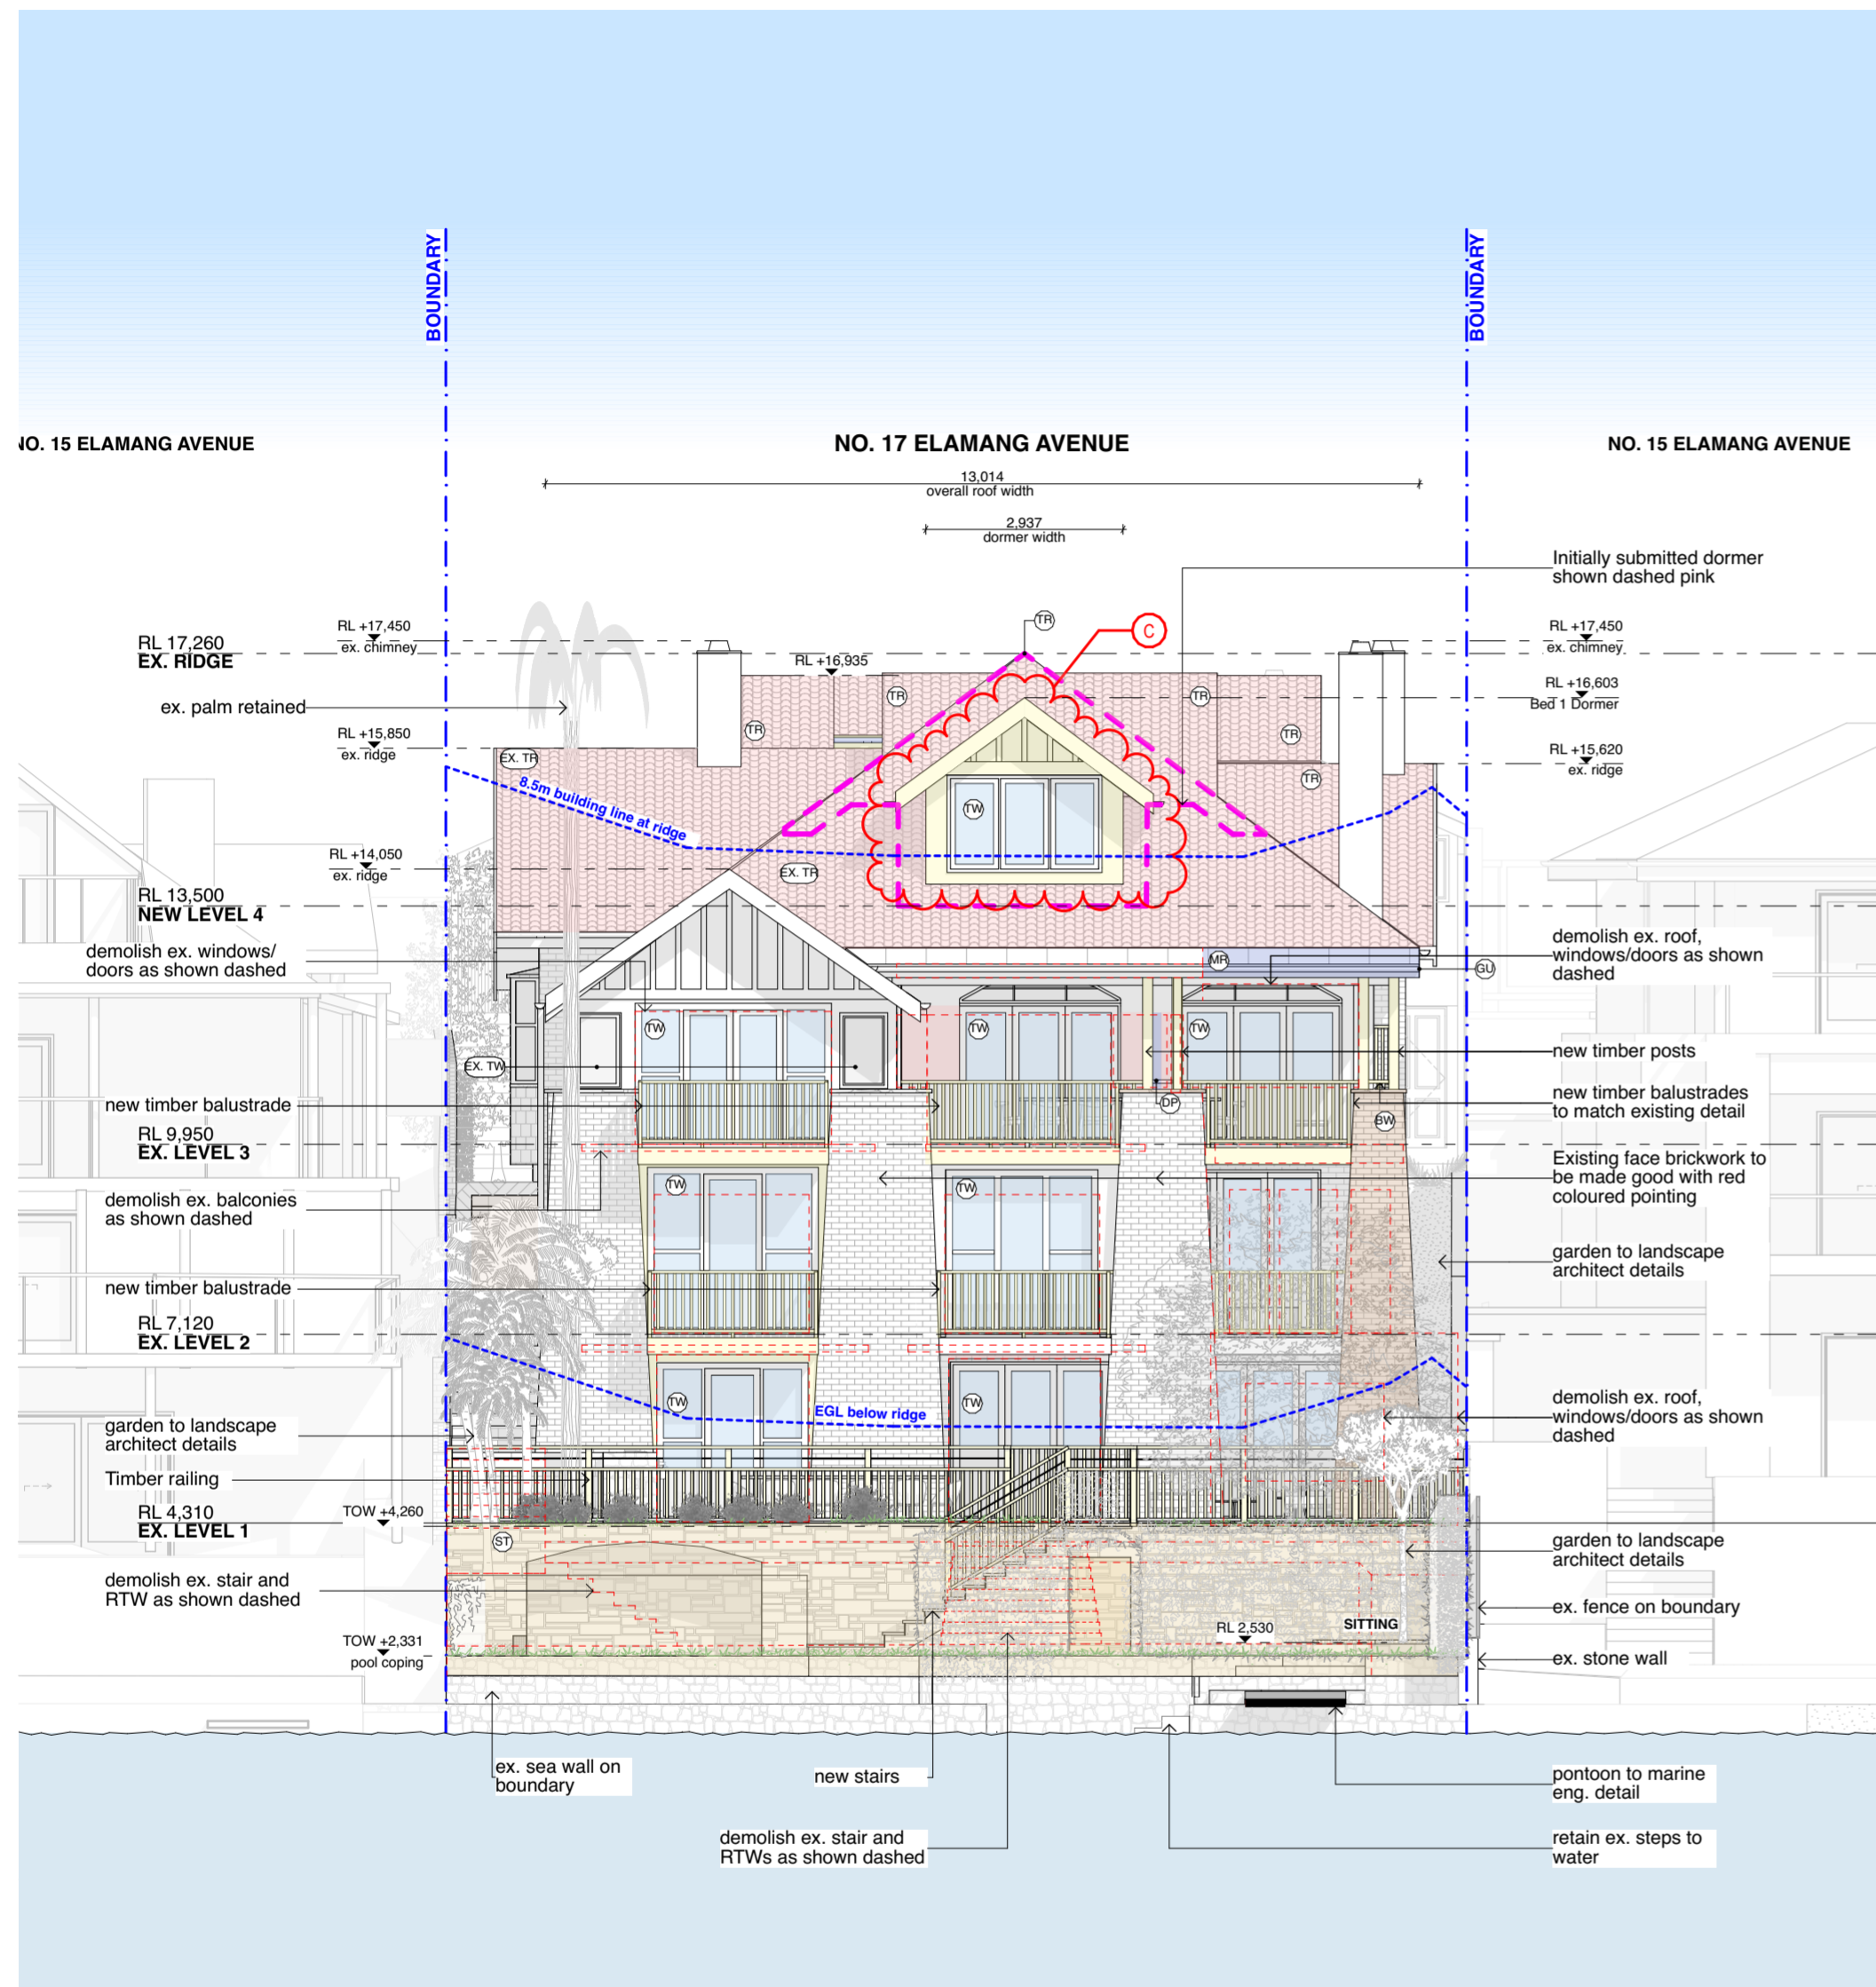 BOUNDARY
BOUNDARY
NO. 15 ELAMANG AVENUE
NO. 17 ELAMANG AVENUE
NO. 15 ELAMANG AVENUE
13,014
overall roof width
2,937
dormer width
Initially submitted dormer
shown dashed pink
RL 17,260
EX. RIDGE
RL +17,450
ex. chimney
TR
C
RL +17,450
ex. chimney
RL +16,935
RL +16,603
Bed 1 Dormer
ex. palm retained
TR
TR
TR
TR
RL +15,850
ex. ridge
EX. TR
RL +15,620
ex. ridge
TR
8.5m building line at ridge
TW
RL +14,050
ex. ridge
EX. TR
RL 13,500
NEW LEVEL 4
demolish ex. windows/
doors as shown dashed
demolish ex. roof,
windows/doors as shown
dashed
MR
GU
TW
TW
TW
new timber posts
EX. TW
new timber balustrade
DP
BW
new timber balustrades
to match existing detail
RL 9,950
EX. LEVEL 3
Existing face brickwork to
be made good with red
coloured pointing
TW
TW
demolish ex. balconies
as shown dashed
garden to landscape
architect details
new timber balustrade
RL 7,120
EX. LEVEL 2
TW
TW
EGL below ridge
demolish ex. roof,
windows/doors as shown
dashed
garden to landscape
architect details
Timber railing
RL 4,310
EX. LEVEL 1
TOW +4,260
ST
garden to landscape
architect details
demolish ex. stair and
RTW as shown dashed
ex. fence on boundary
RL 2,530
SITTING
TOW +2,331
pool coping
ex. stone wall
ex. sea wall on
boundary
new stairs
pontoon to marine
eng. detail
demolish ex. stair and
RTWs as shown dashed
retain ex. steps to
water